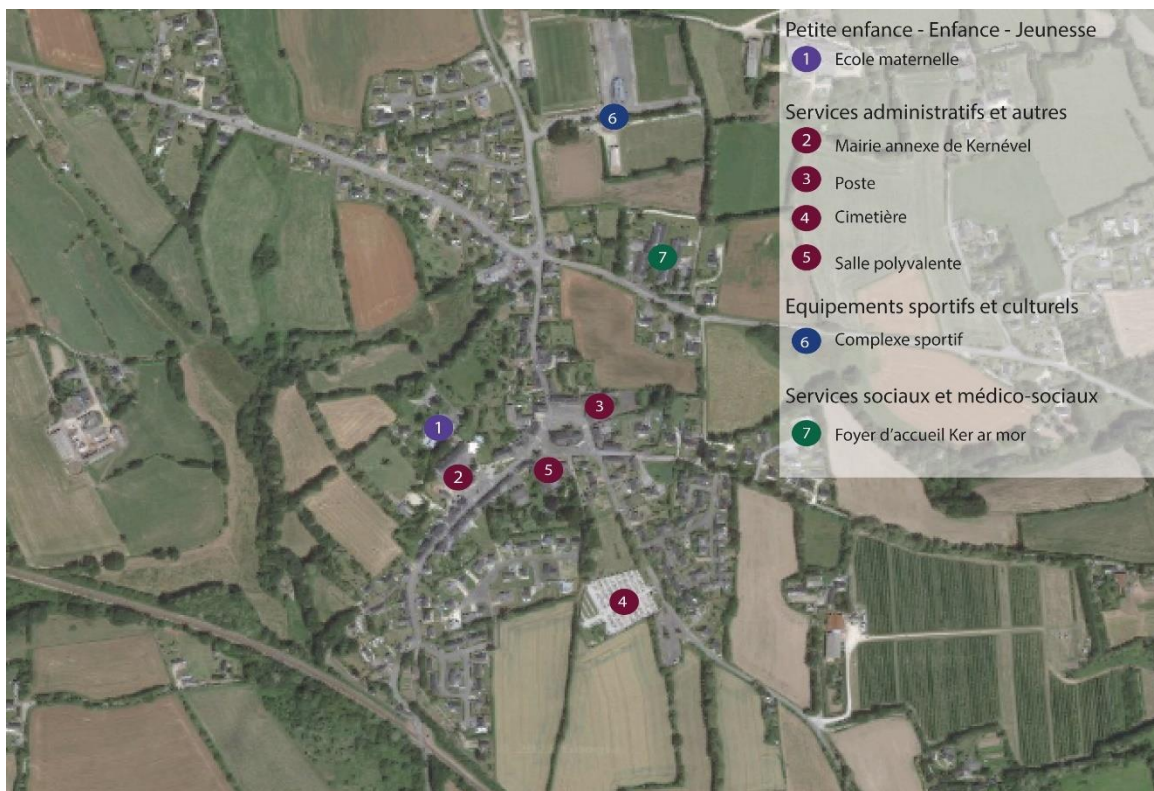 Petite enfance - Enfance - Jeunesse
1 Ecole maternelle
Services administratifs et autres
2 Mairie annexe de Kernével
3 Poste
4 Cimetière
5 Salle polyvalente
Equipements sportifs et culturels
6 Complexe sportif
Services sociaux et médico-sociaux
7 Foyer d'accueil Ker ar mor
6
7
3
1
5
2
4